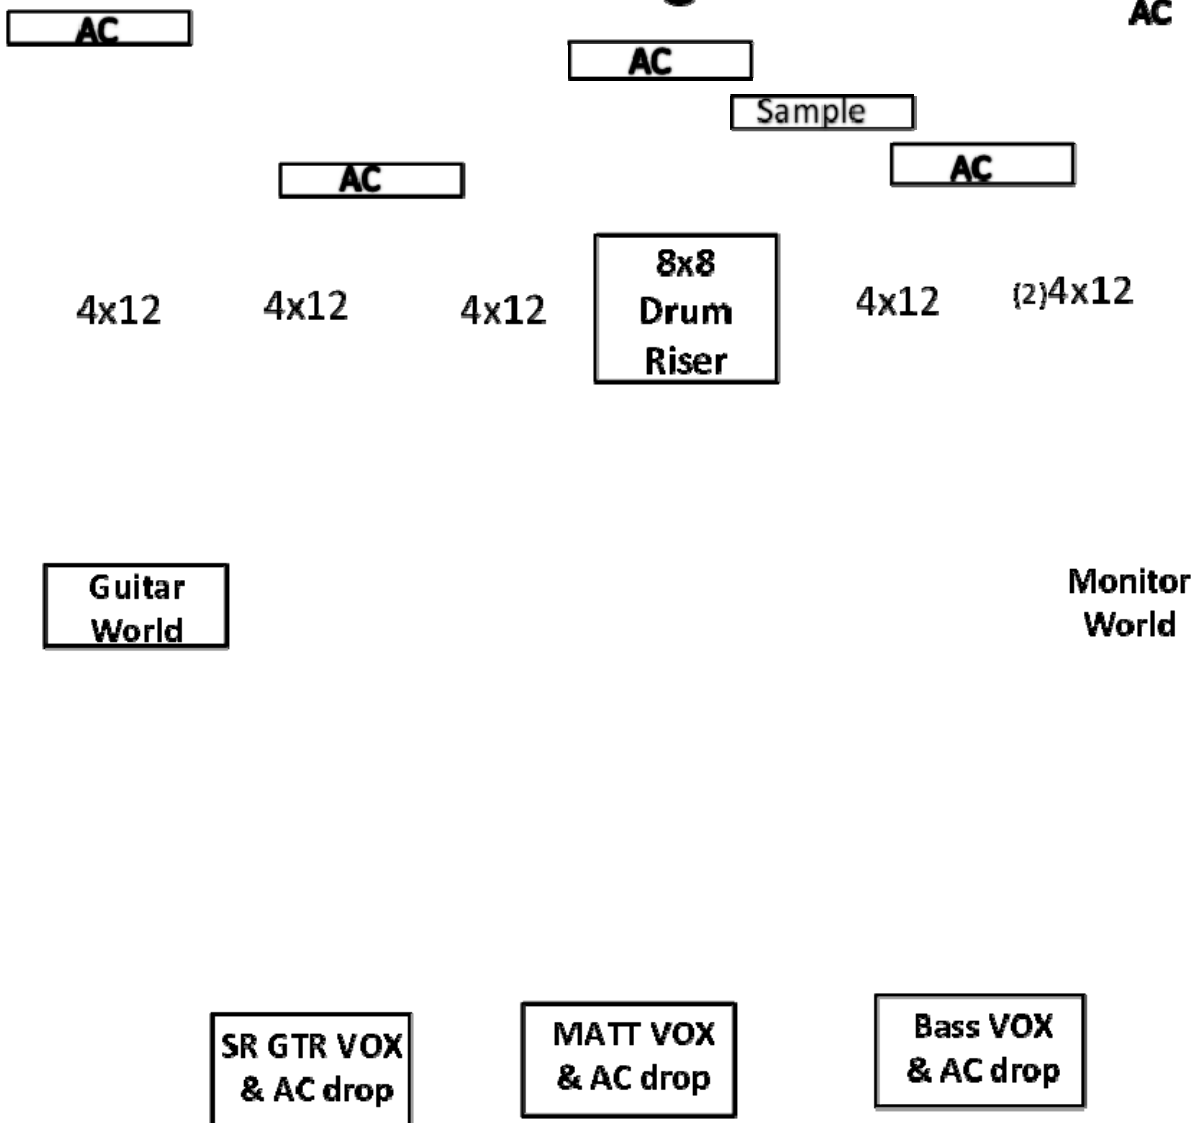 AC
AC
AC
Sample
AC
AC
8x8
Drum
Riser
4x12
4x12
4x12
4x12
(2)4x12
Guitar
World
Monitor
World
SR GTR VOX
& AC drop
MATT VOX
& AC drop
Bass VOX
& AC drop